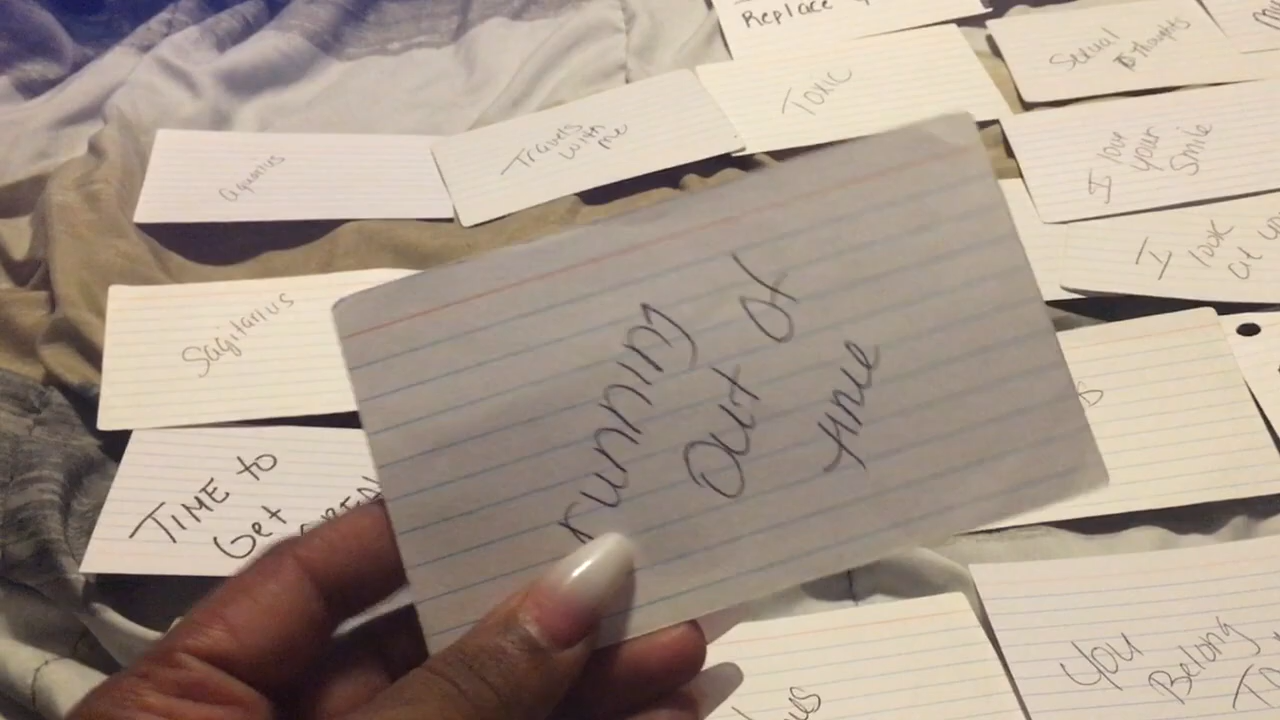 Replace
Sexual
thoughts
Toxic
Travels
with
me
Aquarius
I love
your
Smile
I
look
at
Sagitarius
running
out of
time
TIME to
Get
You
Belong